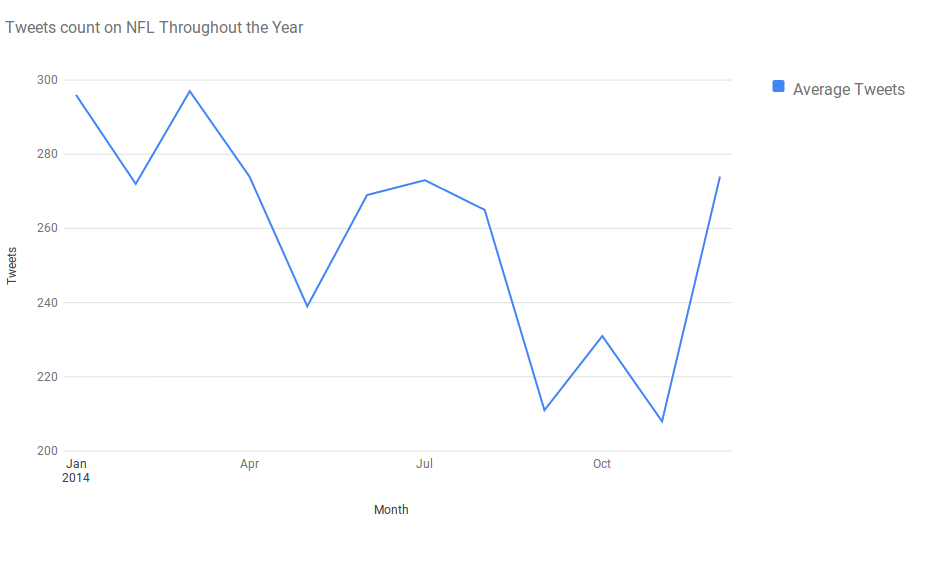 Tweets count on NFL Throughout the Year
300
280
260
240
220
200
Tweets
Jan
2014
Apr
Jul
Oct
Month
Average Tweets